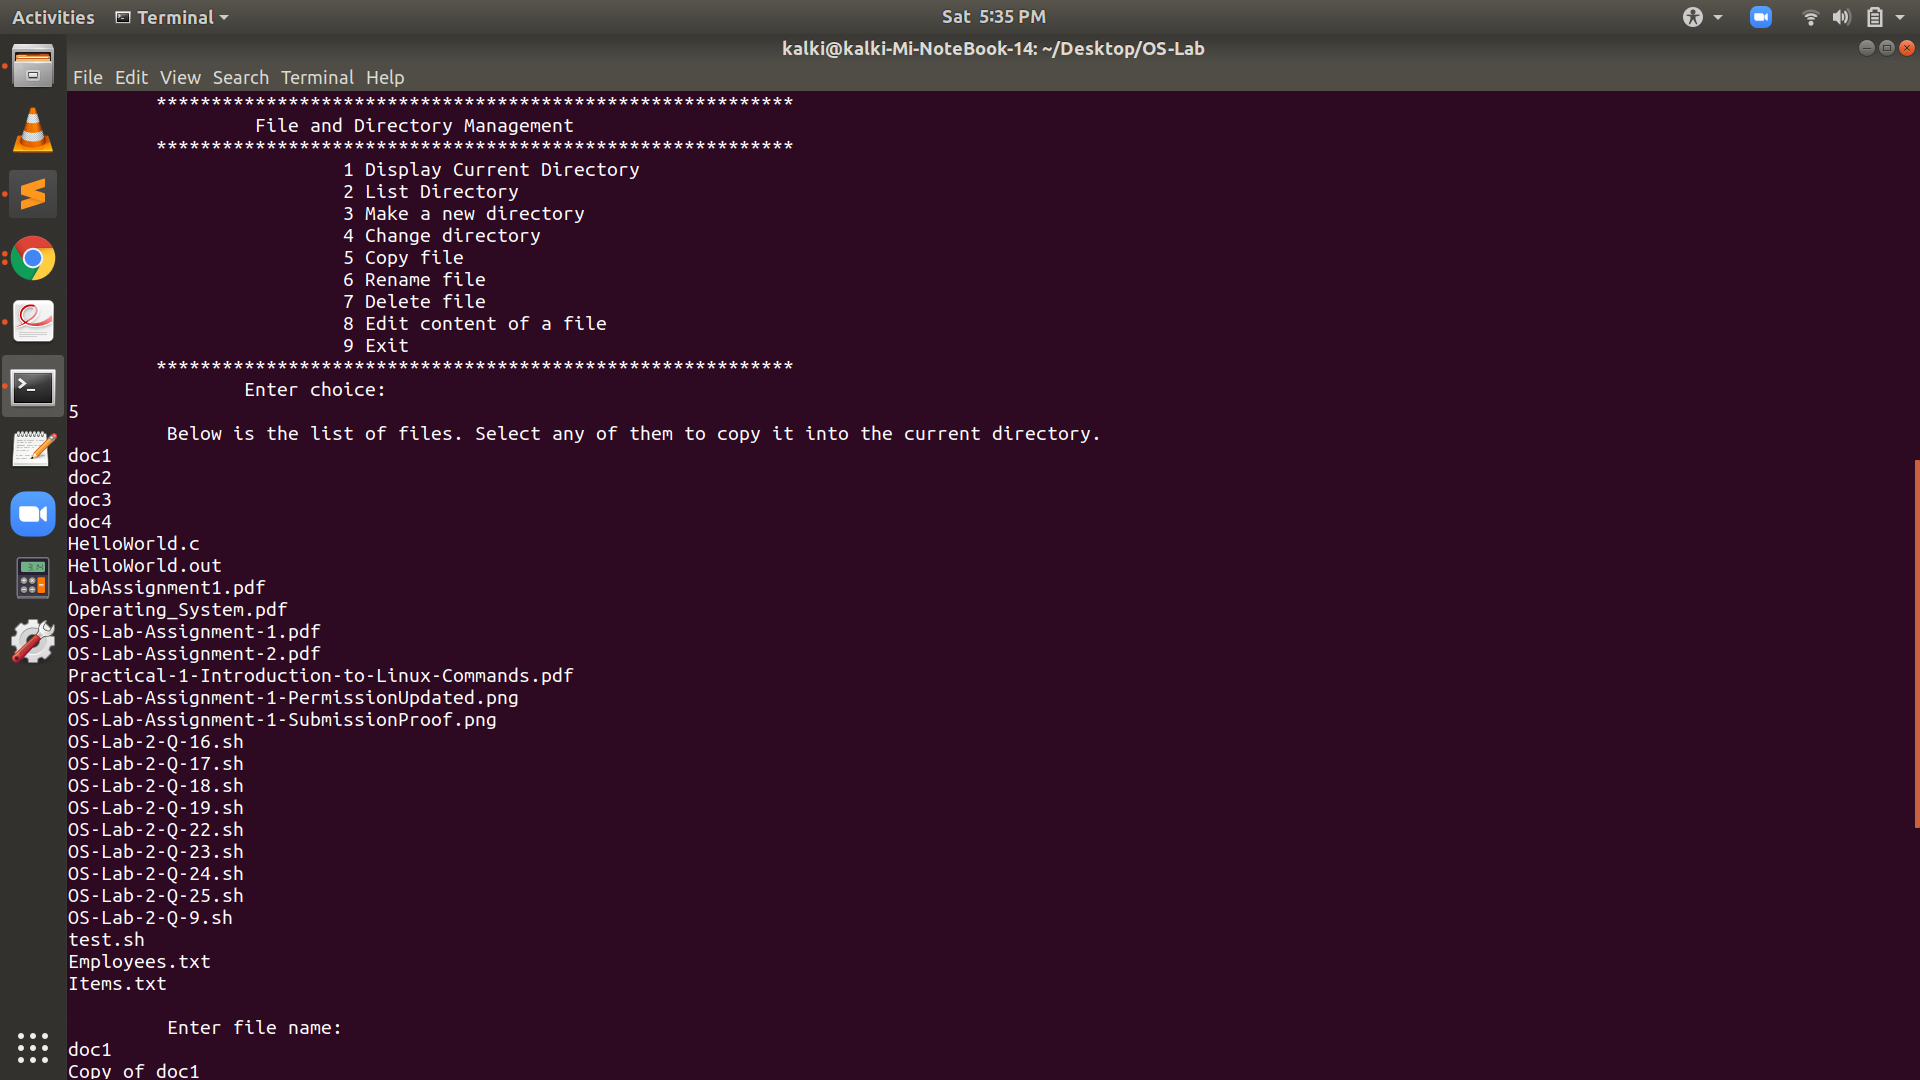 Activities Terminal Sat 5:35 PM
kalki@kalki-Mi-NoteBook-14: ~/Desktop/OS-Lab
File Edit View Search Terminal Help
**********************************************************
File and Directory Management
**********************************************************
1 Display Current Directory
2 List Directory
3 Make a new directory
4 Change directory
5 Copy file
6 Rename file
7 Delete file
8 Edit content of a file
9 Exit
**********************************************************
Enter choice:
5
Below is the list of files. Select any of them to copy it into the current directory.
doc1
doc2
doc3
doc4
HelloWorld.c
HelloWorld.out
LabAssignment1.pdf
Operating_System.pdf
OS-Lab-Assignment-1.pdf
OS-Lab-Assignment-2.pdf
Practical-1-Introduction-to-Linux-Commands.pdf
OS-Lab-Assignment-1-PermissionUpdated.png
OS-Lab-Assignment-1-SubmissionProof.png
OS-Lab-2-Q-16.sh
OS-Lab-2-Q-17.sh
OS-Lab-2-Q-18.sh
OS-Lab-2-Q-19.sh
OS-Lab-2-Q-22.sh
OS-Lab-2-Q-23.sh
OS-Lab-2-Q-24.sh
OS-Lab-2-Q-25.sh
OS-Lab-2-Q-9.sh
test.sh
Employees.txt
Items.txt
Enter file name:
doc1
Copy of doc1